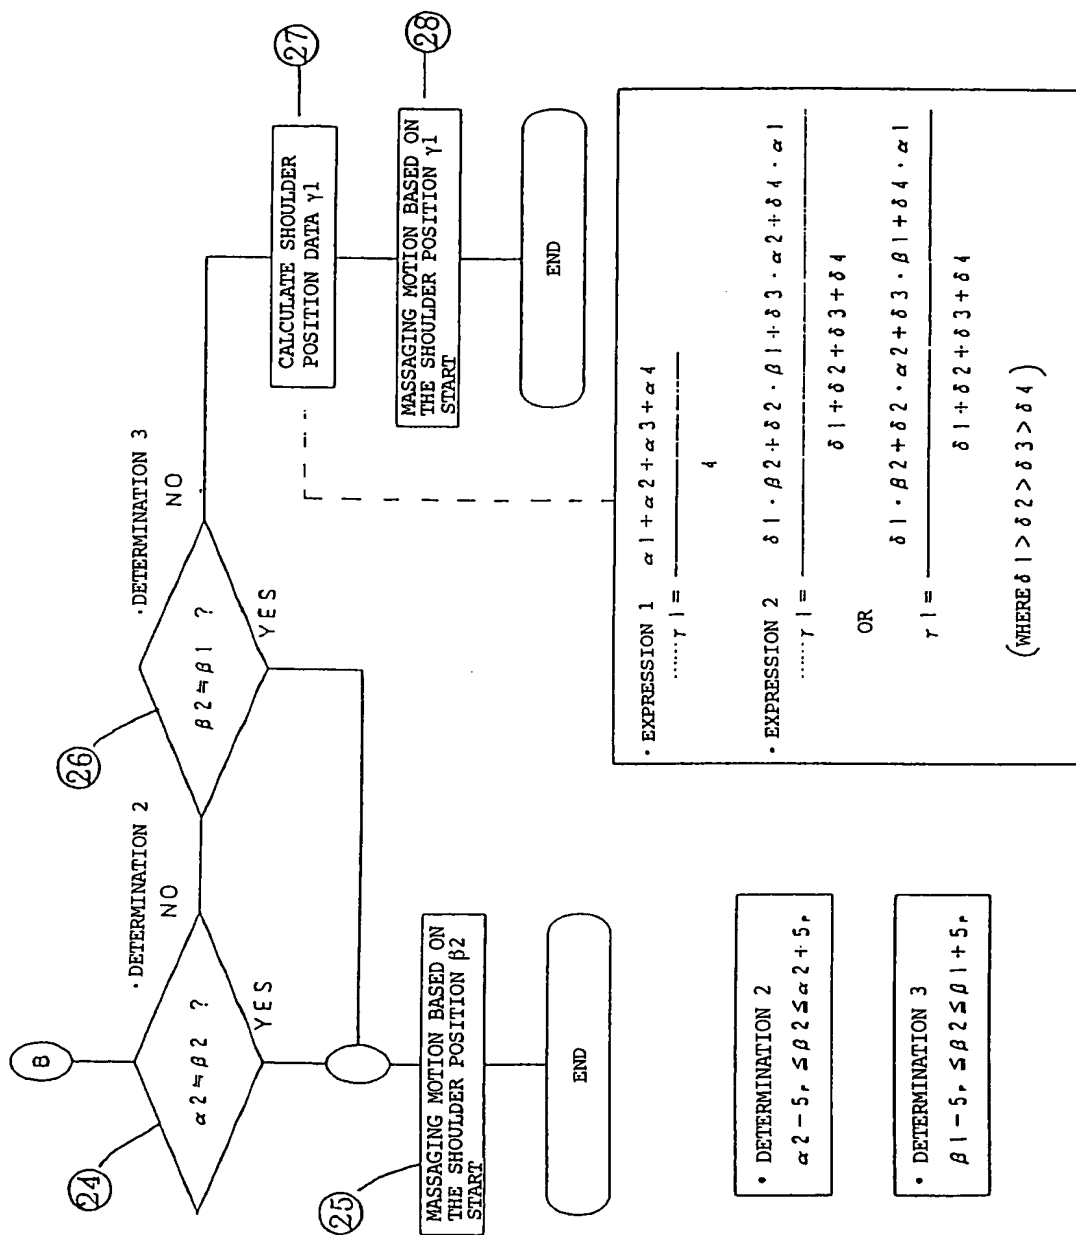 B
24
α2≒β2 ?
・DETERMINATION 2
NO
YES
26
β2≒β1 ?
・DETERMINATION 3
NO
YES
25
MASSAGING MOTION BASED ON
THE SHOULDER POSITION β2
START
END
27
CALCULATE SHOULDER
POSITION DATA γ1
28
MASSAGING MOTION BASED ON
THE SHOULDER POSITION γ1
START
END
• DETERMINATION 2
α2−5r≦β2≦α2+5r
• DETERMINATION 3
β1−5r≦β2≦β1+5r
• EXPRESSION 1 α1+α2+α3+α4
……γ1=
4
• EXPRESSION 2 δ1・β2+δ2・β1+δ3・α2+δ4・α1
……γ1=
δ1+δ2+δ3+δ4
OR
δ1・β2+δ2・α2+δ3・β1+δ4・α1
γ1=
δ1+δ2+δ3+δ4
(WHERE δ1>δ2>δ3>δ4)